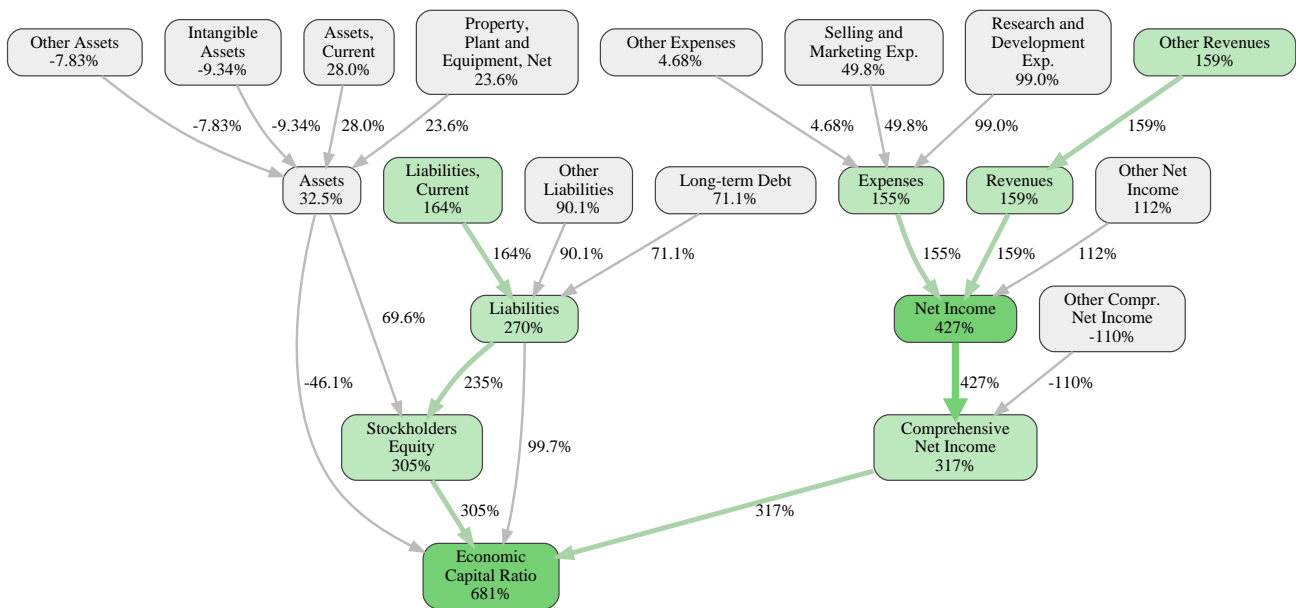 Other Assets
-7.83%
Intangible
Assets
-9.34%
Assets,
Current
28.0%
Property,
Plant and
Equipment, Net
23.6%
Other Expenses
4.68%
Selling and
Marketing Exp.
49.8%
Research and
Development
Exp.
99.0%
Other Revenues
159%
-7.83%
-9.34%
28.0%
23.6%
4.68%
49.8%
99.0%
159%
Assets
32.5%
Liabilities,
Current
164%
Other
Liabilities
90.1%
Long-term Debt
71.1%
Expenses
155%
Revenues
159%
Other Net
Income
112%
164%
90.1%
71.1%
155%
159%
112%
Liabilities
270%
Net Income
427%
Other Compr.
Net Income
-110%
69.6%
-46.1%
235%
99.7%
427%
-110%
Stockholders
Equity
305%
Comprehensive
Net Income
317%
305%
317%
Economic
Capital Ratio
681%